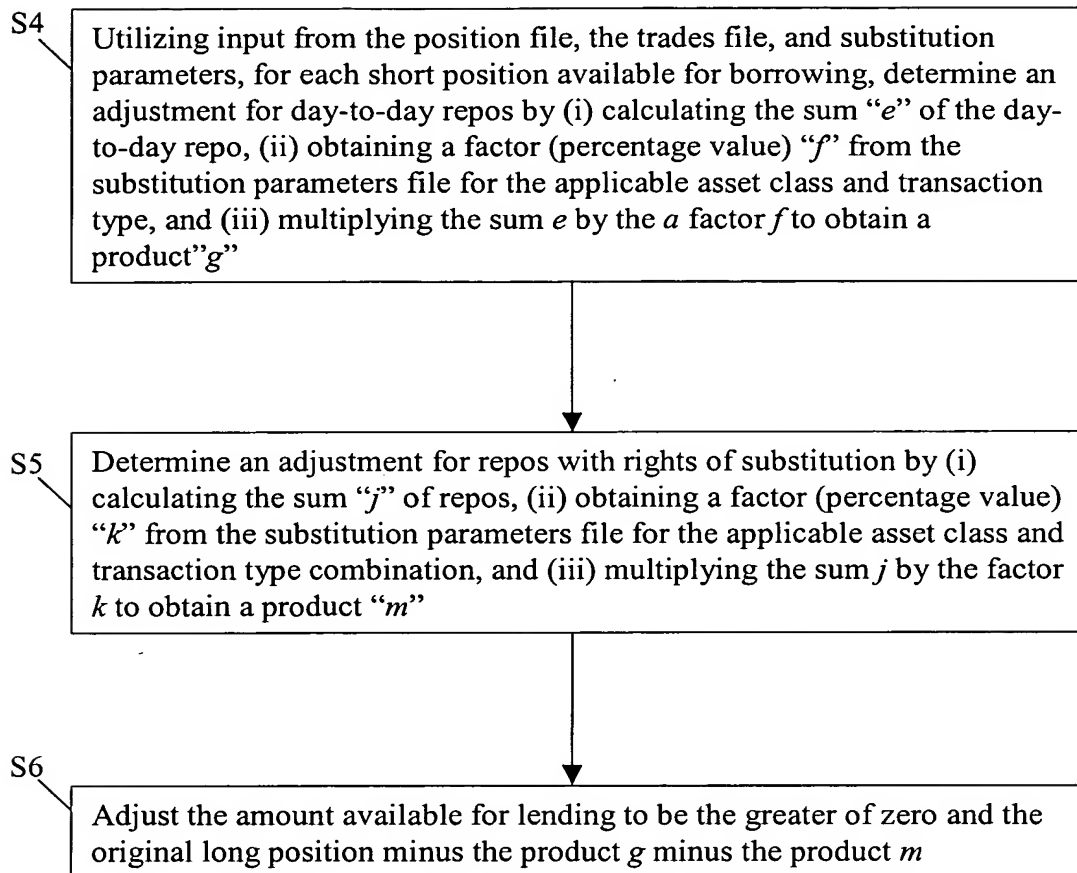 S4
Utilizing input from the position file, the trades file, and substitution
parameters, for each short position available for borrowing, determine an
adjustment for day-to-day repos by (i) calculating the sum “e” of the day-
to-day repo, (ii) obtaining a factor (percentage value) “f” from the
substitution parameters file for the applicable asset class and transaction
type, and (iii) multiplying the sum e by the a factor f to obtain a
product”g”
S5
Determine an adjustment for repos with rights of substitution by (i)
calculating the sum “j” of repos, (ii) obtaining a factor (percentage value)
“k” from the substitution parameters file for the applicable asset class and
transaction type combination, and (iii) multiplying the sum j by the factor
k to obtain a product “m”
S6
Adjust the amount available for lending to be the greater of zero and the
original long position minus the product g minus the product m